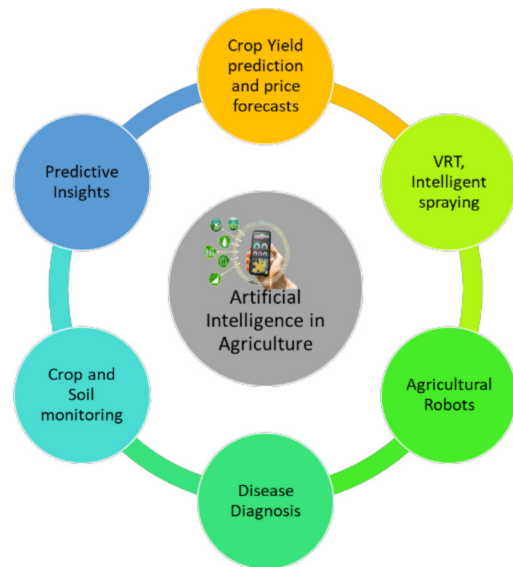 Crop Yield
prediction
and price
forecasts
VRT,
Intelligent
spraying
Agricultural
Robots
Disease
Diagnosis
Crop and
Soil
monitoring
Predictive
Insights
Artificial
Intelligence in
Agriculture